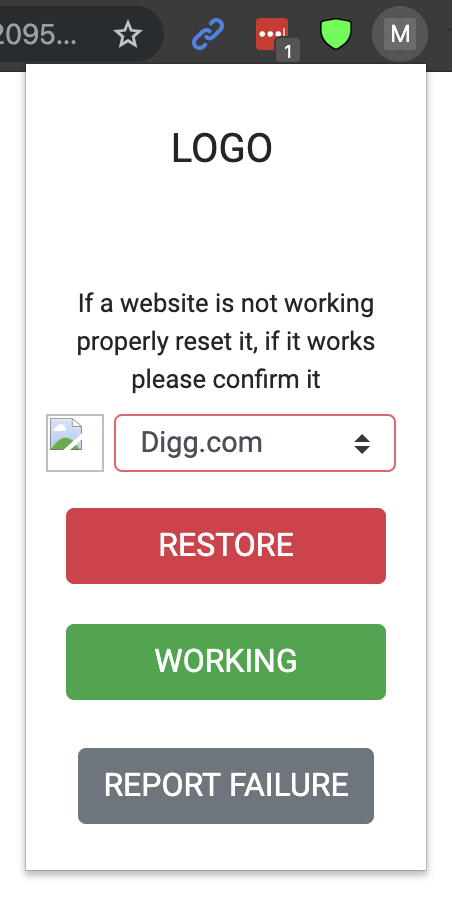 2095...
1
M
LOGO
If a website is not working
properly reset it, if it works
please confirm it
Digg.com
RESTORE
WORKING
REPORT FAILURE